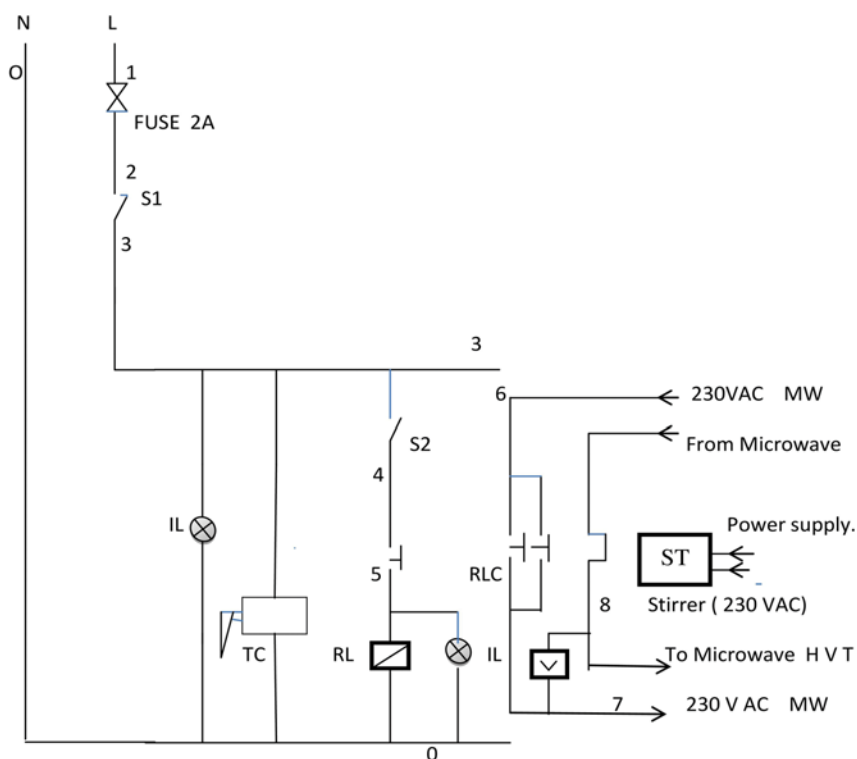 N L
O 1
FUSE 2A
2
S1
3
3
6 230VAC MW
S2 From Microwave
4
IL
Power supply.
5 RLC ST
8 Stirrer ( 230 VAC)
TC RL IL To Microwave H V T
7 230 V AC MW
0